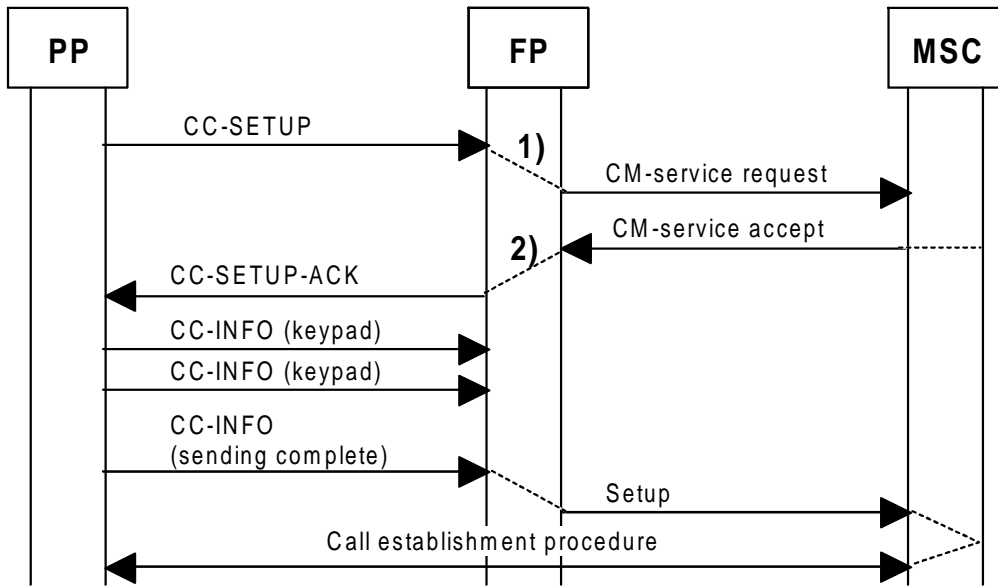 PP
FP
MSC
CC-SETUP
1)
CM-service request
CM-service accept
2)
CC-SETUP-ACK
CC-INFO (keypad)
CC-INFO (keypad)
CC-INFO
(sending complete)
Setup
Call establishment procedure